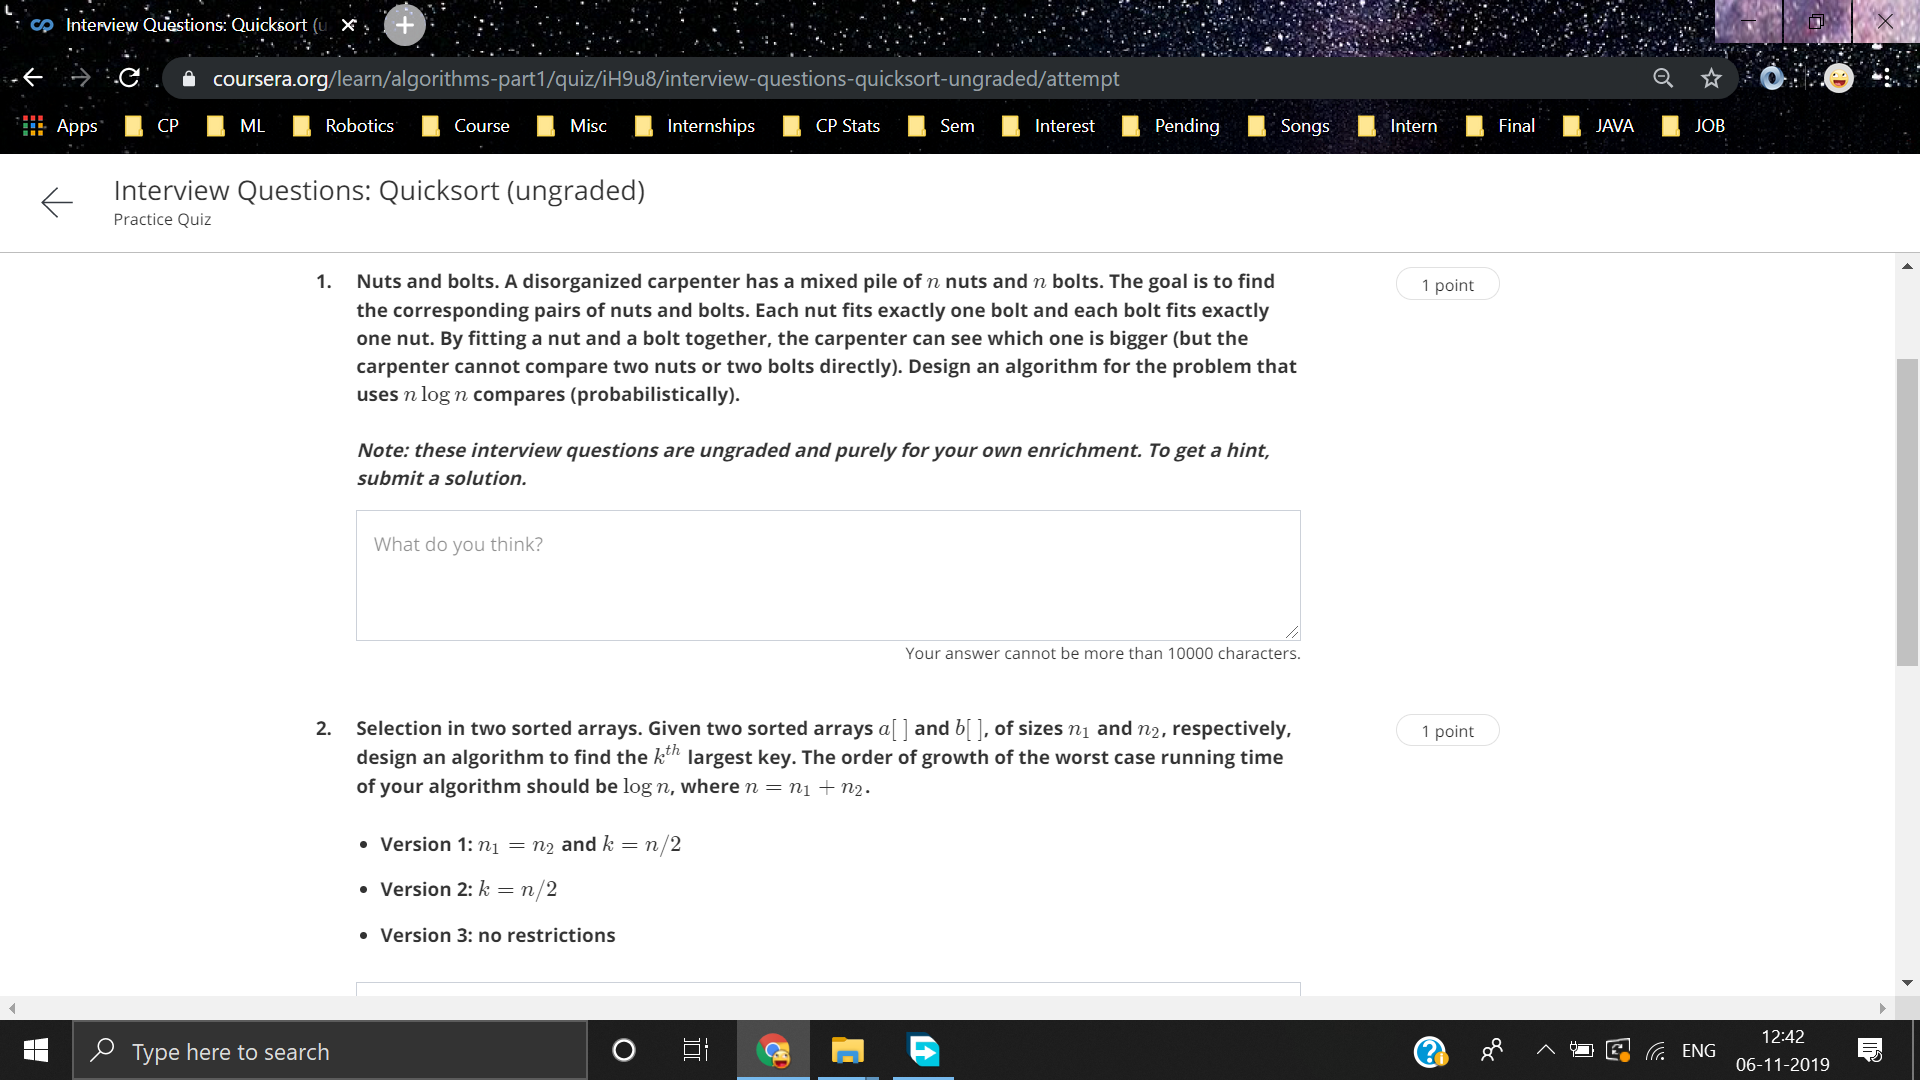 Interview Questions: Quicksort (u
coursera.org/learn/algorithms-part1/quiz/iH9u8/interview-questions-quicksort-ungraded/attempt
Apps CP ML Robotics Course Misc Internships CP Stats Sem Interest Pending Songs Intern Final JAVA JOB
Interview Questions: Quicksort (ungraded)
Practice Quiz
1. Nuts and bolts. A disorganized carpenter has a mixed pile of n nuts and n bolts. The goal is to find 1 point
the corresponding pairs of nuts and bolts. Each nut fits exactly one bolt and each bolt fits exactly
one nut. By fitting a nut and a bolt together, the carpenter can see which one is bigger (but the
carpenter cannot compare two nuts or two bolts directly). Design an algorithm for the problem that
uses n log n compares (probabilistically).
Note: these interview questions are ungraded and purely for your own enrichment. To get a hint,
submit a solution.
What do you think?
Your answer cannot be more than 10000 characters.
2. Selection in two sorted arrays. Given two sorted arrays a[ ] and b[ ], of sizes n₁ and n₂, respectively, 1 point
design an algorithm to find the kᵗʰ largest key. The order of growth of the worst case running time
of your algorithm should be log n, where n = n₁ + n₂.
• Version 1: n₁ = n₂ and k = n/2
• Version 2: k = n/2
• Version 3: no restrictions
Type here to search
ENG
12:42
06-11-2019